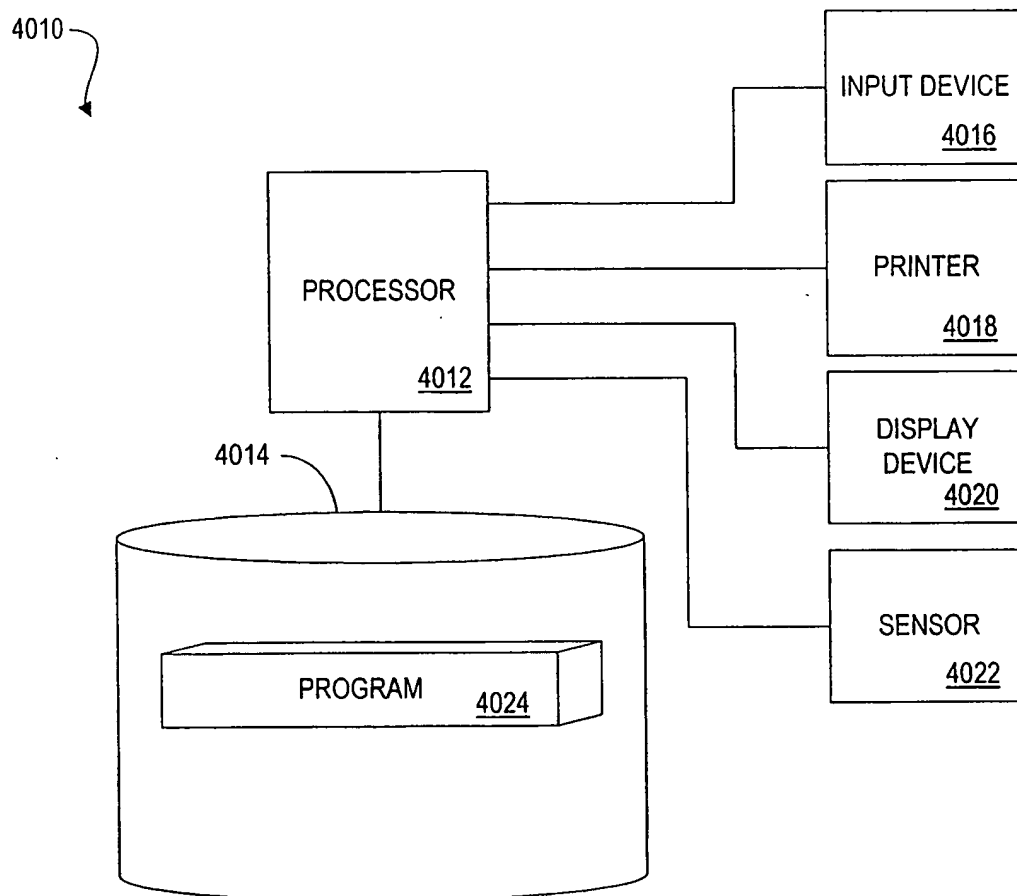 4010
INPUT DEVICE
4016
PROCESSOR
4012
PRINTER
4018
DISPLAY
DEVICE
4020
4014
SENSOR
4022
PROGRAM
4024